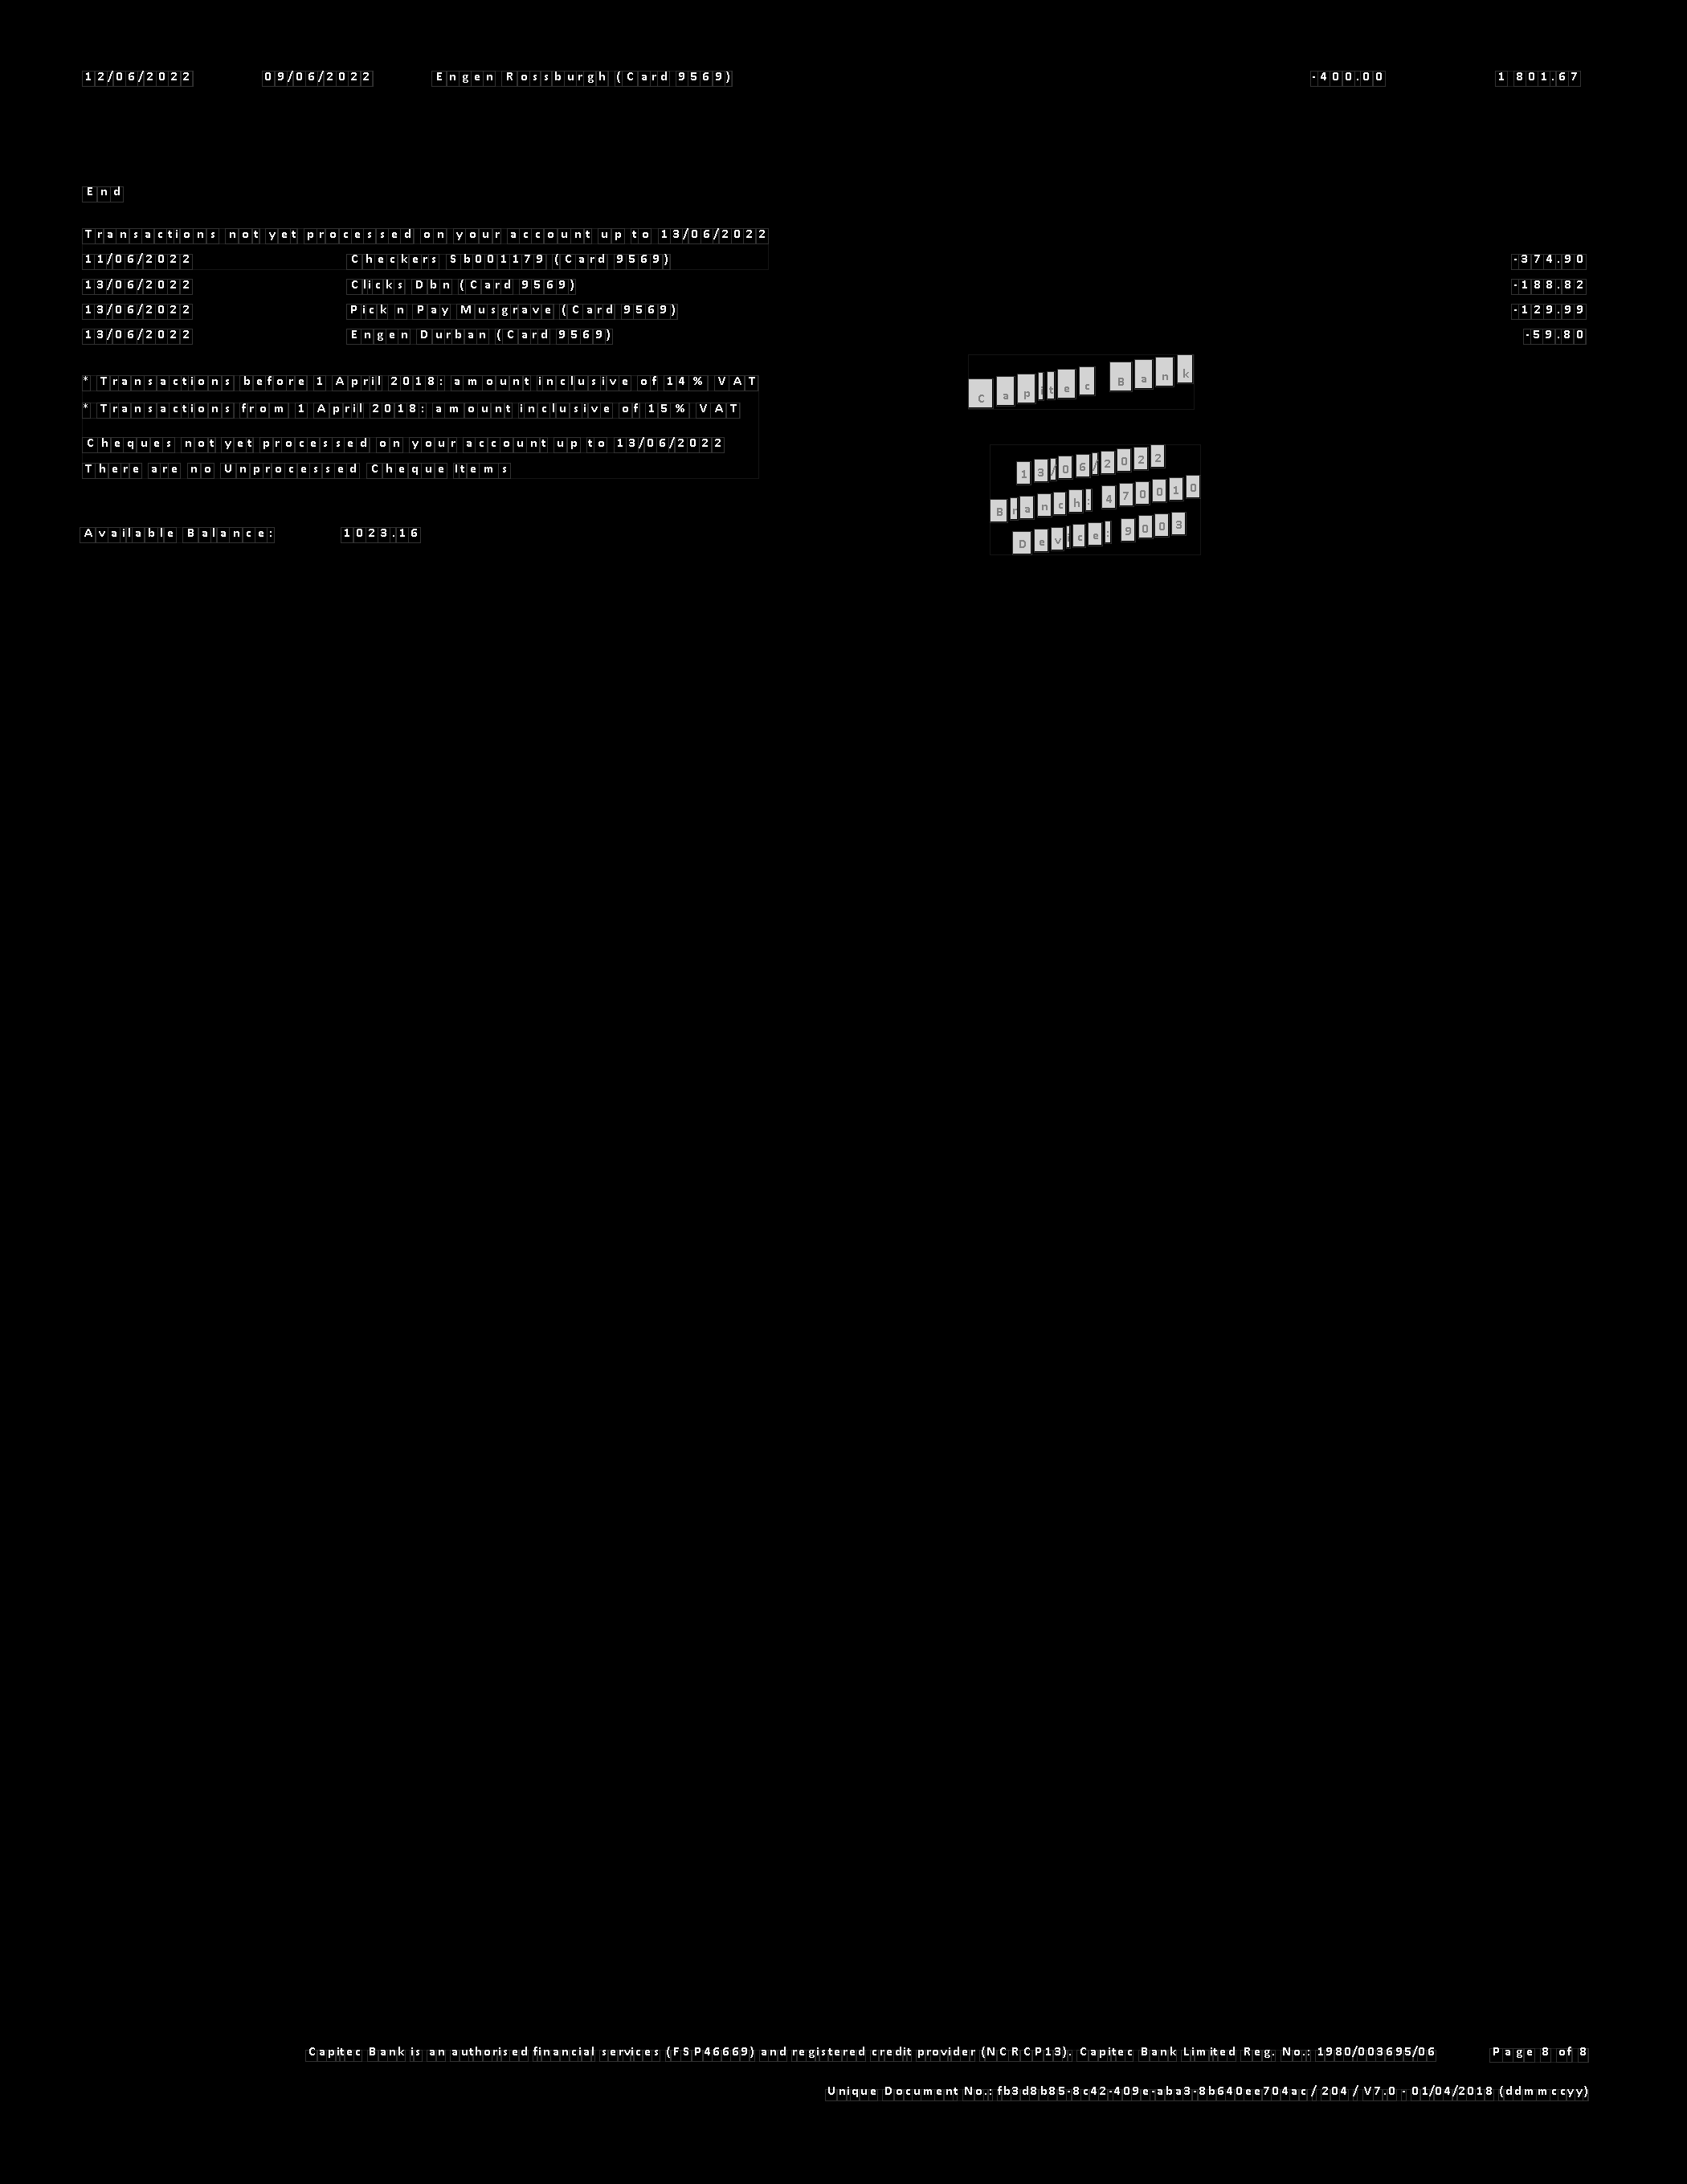 12/06/2022 09/06/2022 Engen Rossburgh (Card 9569) -400.00 1 801.67
End
Transactions not yet processed on your account up to 13/06/2022
11/06/2022 Checkers Sb001179 (Card 9569) -374.90
13/06/2022 Clicks Dbn (Card 9569) -188.82
13/06/2022 Pick n Pay Musgrave (Card 9569) -129.99
13/06/2022 Engen Durban (Card 9569) -59.80
* Transactions before 1 April 2018: amount inclusive of 14% VAT
* Transactions from 1 April 2018: amount inclusive of 15% VAT
Cheques not yet processed on your account up to 13/06/2022
There are no Unprocessed Cheque Items
Available Balance: 1023.16
Capitec Bank
13/06/2022
Branch: 470010
Device: 9003
Capitec Bank is an authorised financial services (FSP46669) and registered credit provider (NCRCP13). Capitec Bank Limited Reg. No.: 1980/003695/06 Page 8 of 8
Unique Document No.: fb3d8b85-8c42-409e-aba3-8b640ee704ac / 204 / V7.0 - 01/04/2018 (ddmmccyy)